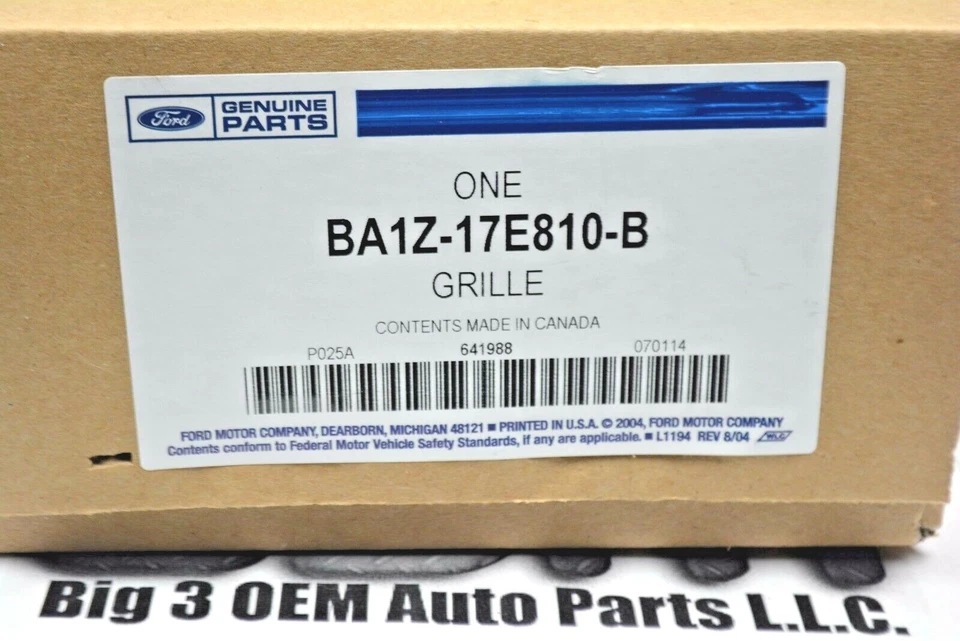 Ford
GENUINE
PARTS
ONE
BA1Z-17E810-B
GRILLE
CONTENTS MADE IN CANADA
P025A 641988 070114
FORD MOTOR COMPANY, DEARBORN, MICHIGAN 48121 ■ PRINTED IN U.S.A. © 2004, FORD MOTOR COMPANY
Contents conform to Federal Motor Vehicle Safety Standards, if any are applicable. ■ L1194 REV 8/04 WLC
Big 3 OEM Auto Parts L.L.C.